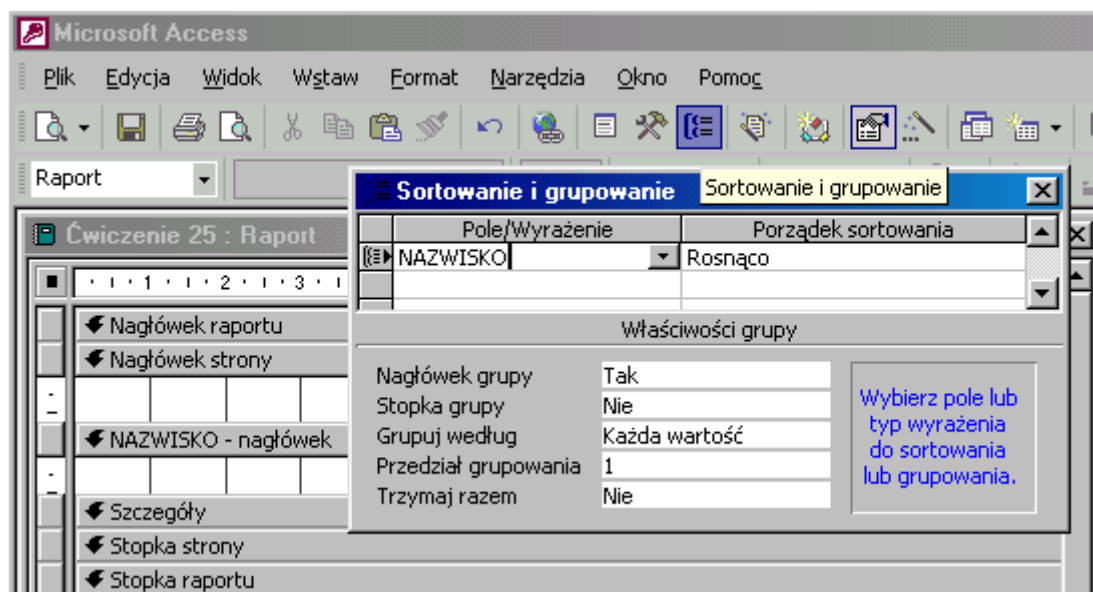 Microsoft Access
Plik Edycja Widok Wstaw Format Narzędzia Okno Pomoc
Raport
Sortowanie i grupowanie
Sortowanie i grupowanie
Ćwiczenie 25 : Raport
Pole/Wyrażenie Porządek sortowania
NAZWISKO Rosnąco
1 2 3
Nagłówek raportu
Nagłówek strony
NAZWISKO - nagłówek
Szczegóły
Stopka strony
Stopka raportu
Właściwości grupy
Nagłówek grupy Tak
Stopka grupy Nie
Grupuj według Każda wartość
Przedział grupowania 1
Trzymaj razem Nie
Wybierz pole lub
typ wyrażenia
do sortowania
lub grupowania.